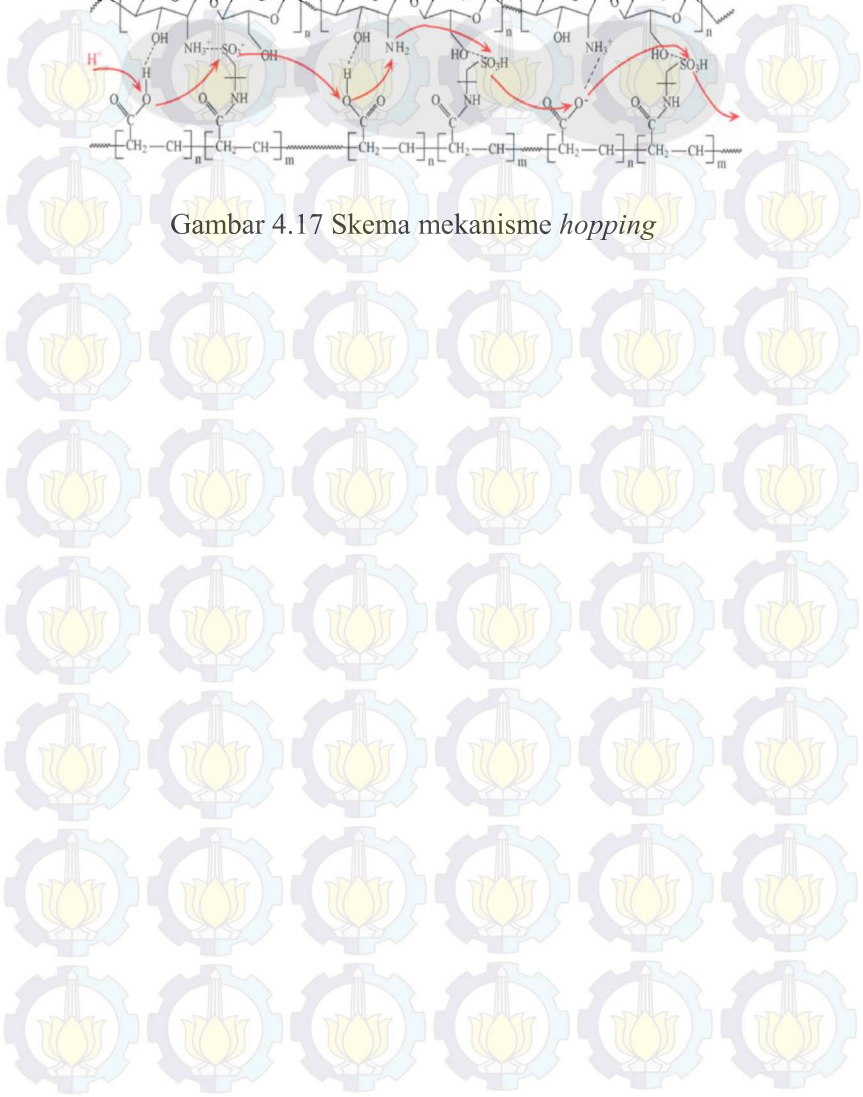 O O O O O O
n n n
OH NH₃⁺ SO₃⁻ OH OH NH₂ HO SO₃H OH NH₃⁺ HO SO₃H
H⁺ H H
O O O NH O O O NH O O⁻ O NH
C C C C C C
[CH₂—CH]n [CH₂—CH]m [CH₂—CH]n [CH₂—CH]m [CH₂—CH]n [CH₂—CH]m
Gambar 4.17 Skema mekanisme hopping